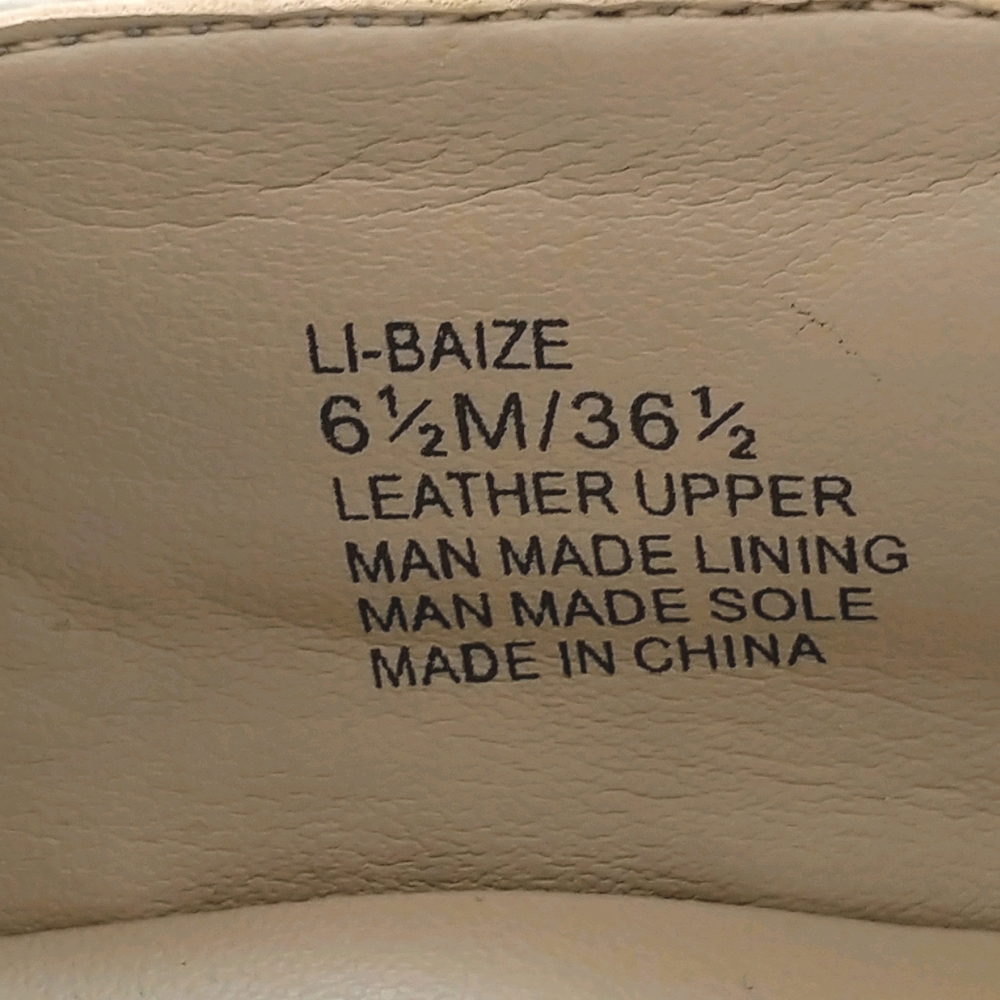 LI-BAIZE
6½M/36½
LEATHER UPPER
MAN MADE LINING
MAN MADE SOLE
MADE IN CHINA